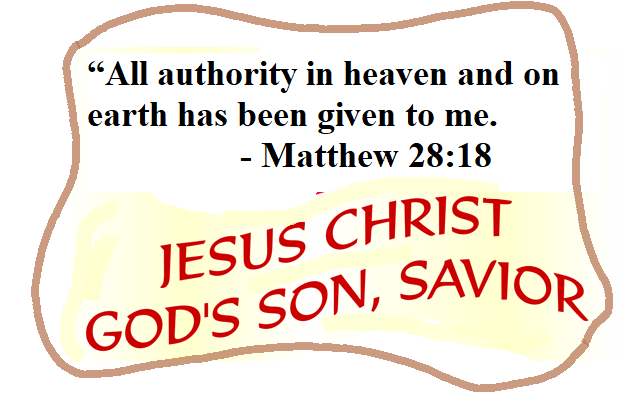 “All authority in heaven and on
earth has been given to me.
- Matthew 28:18
JESUS CHRIST
GOD'S SON, SAVIOR